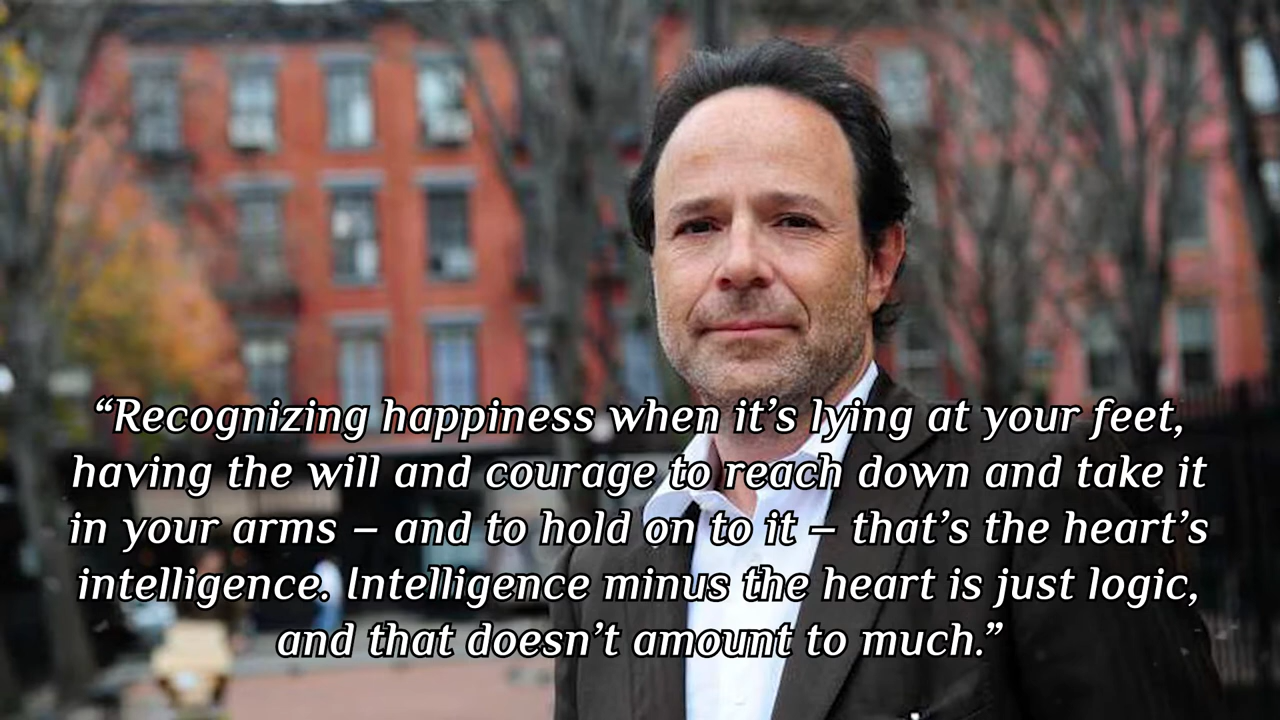 “Recognizing happiness when it’s lying at your feet,
having the will and courage to reach down and take it
in your arms – and to hold on to it – that’s the heart’s
intelligence. Intelligence minus the heart is just logic,
and that doesn’t amount to much.”